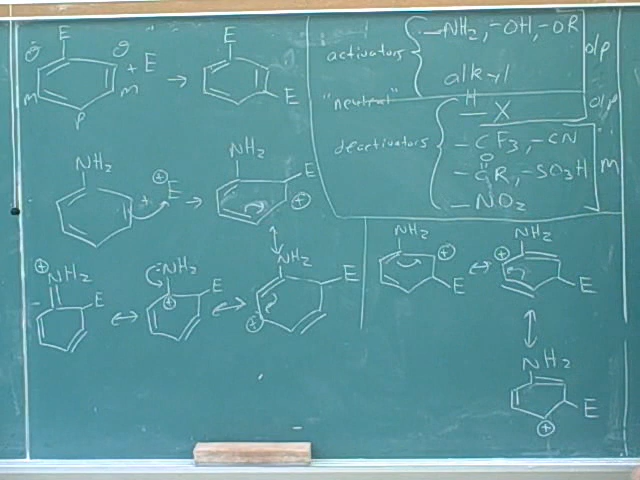 E
o o
+ E
m m
p
→
E
E
activators
-NH2, -OH, -OR
alkyl
o/p
"neutral"
H
-X
o/p
deactivators
-CF3, -CN
O
-CR, -SO3H
-NO2
m
NH2
+ E
⊕
→
NH2
E
⊕
↕
NH2
E
⊕
↔
NH2
E
⊕
↔
⊕
NH2
E
NH2
⊕
E
↔
NH2
⊕
E
↕
NH2
E
⊕